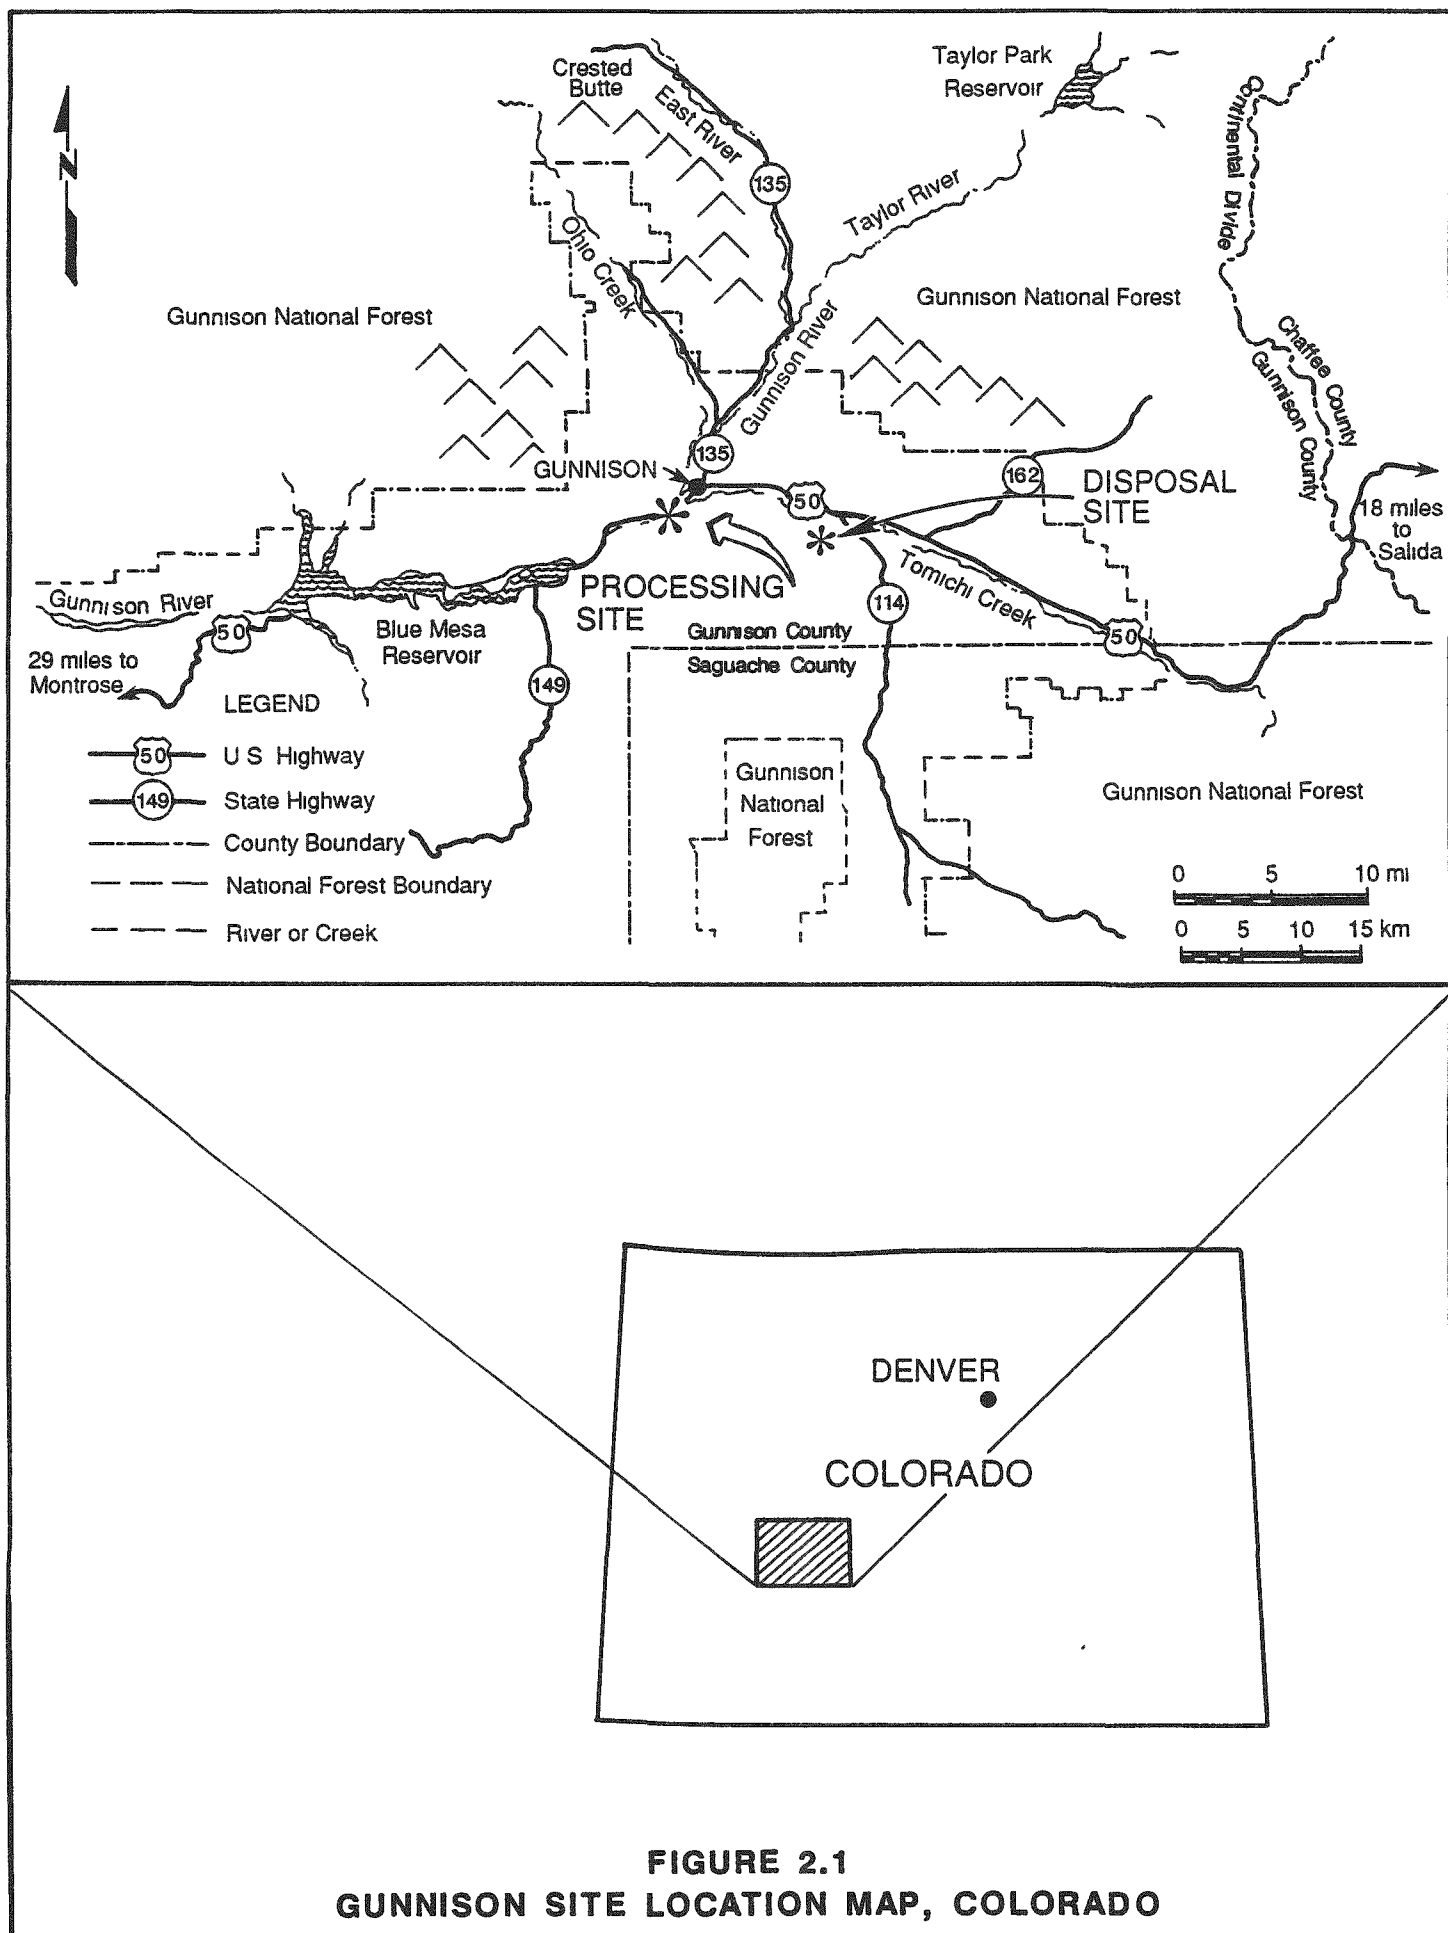 Crested
Butte
East River
135
Taylor Park
Reservoir
Continental Divide
N
Taylor River
Ohio Creek
Gunnison National Forest
Gunnison National Forest
Gunnison River
Chaffee County
Gunnison County
135
GUNNISON
162
DISPOSAL
SITE
50
18 miles
to
Salida
Tomichi Creek
PROCESSING
SITE
114
Gunnison River
50
Blue Mesa
Reservoir
Gunnison County
Saguache County
50
29 miles to
Montrose
149
LEGEND
50 U S Highway
149 State Highway
County Boundary
National Forest Boundary
River or Creek
Gunnison
National
Forest
Gunnison National Forest
0 5 10 mi
0 5 10 15 km
DENVER
COLORADO
FIGURE 2.1
GUNNISON SITE LOCATION MAP, COLORADO